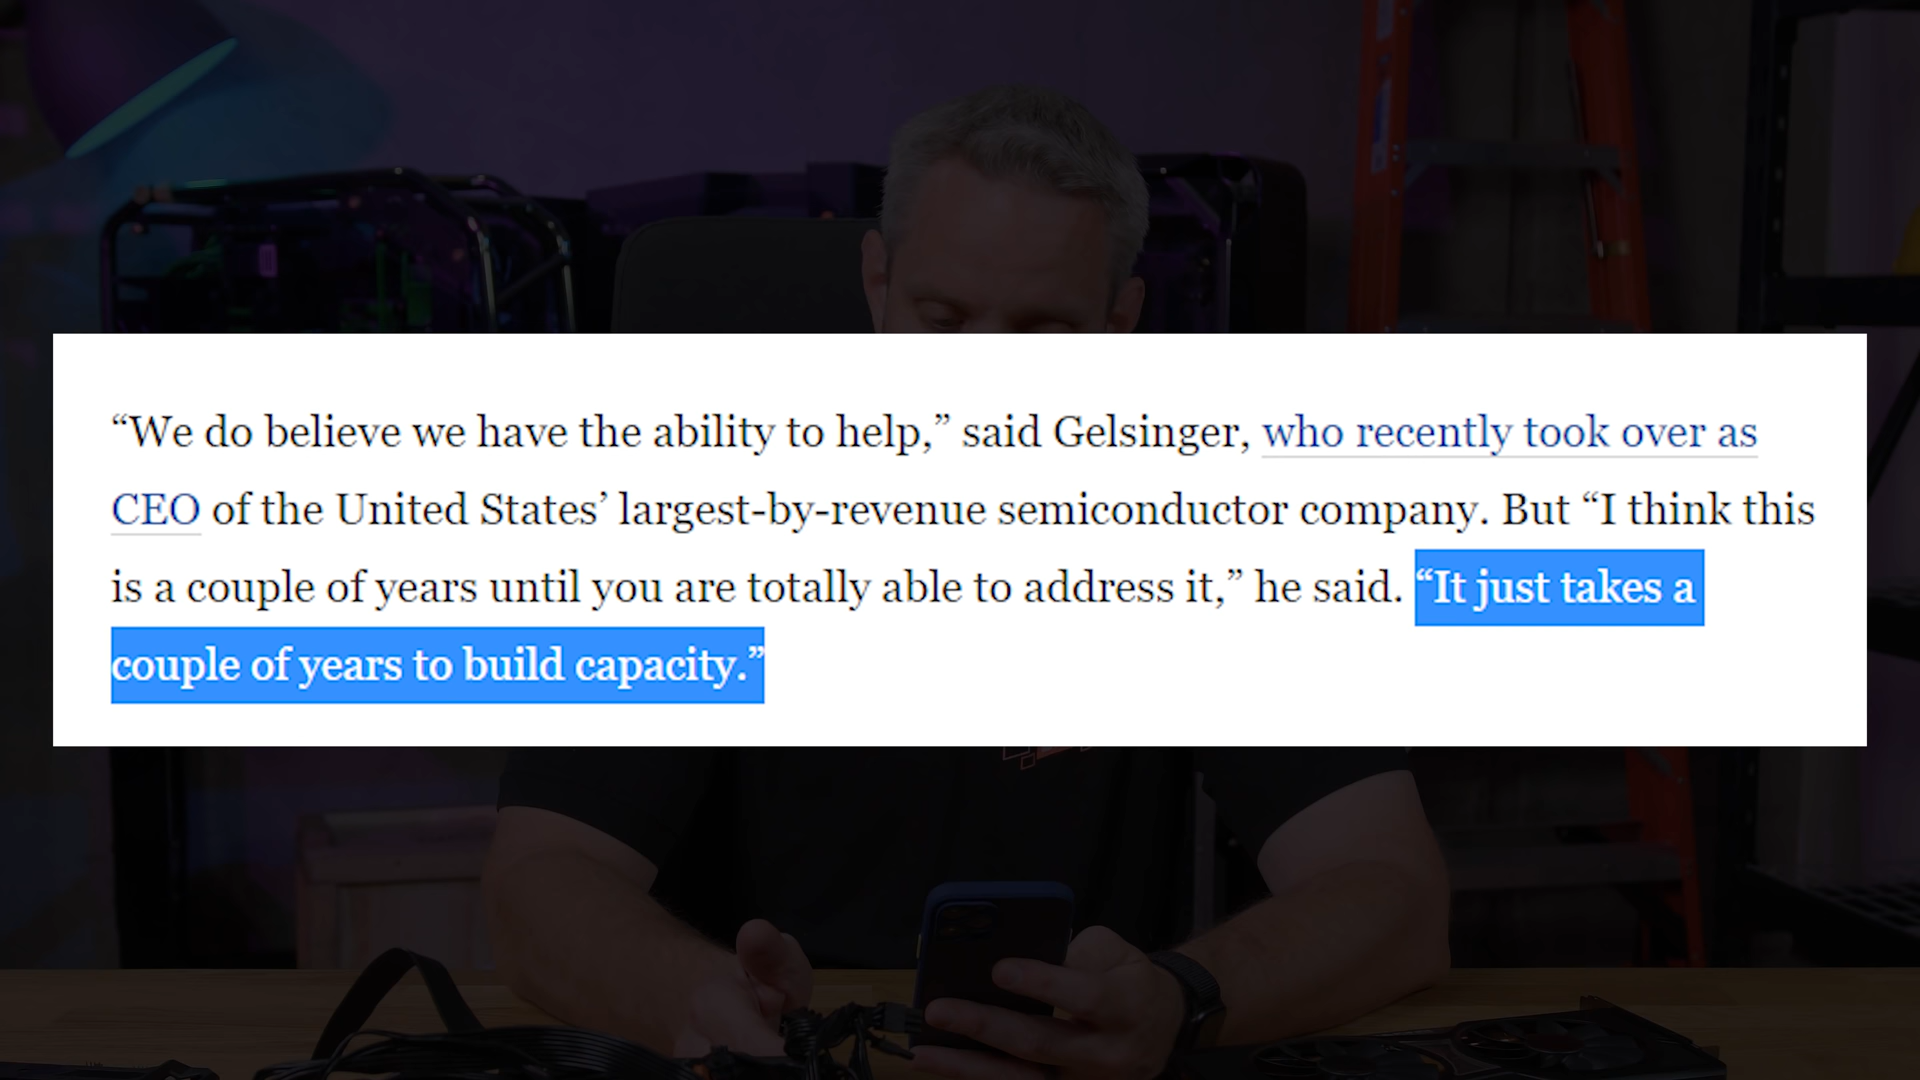 “We do believe we have the ability to help,” said Gelsinger, who recently took over as
CEO of the United States’ largest-by-revenue semiconductor company. But “I think this
is a couple of years until you are totally able to address it,” he said. “It just takes a
couple of years to build capacity.”